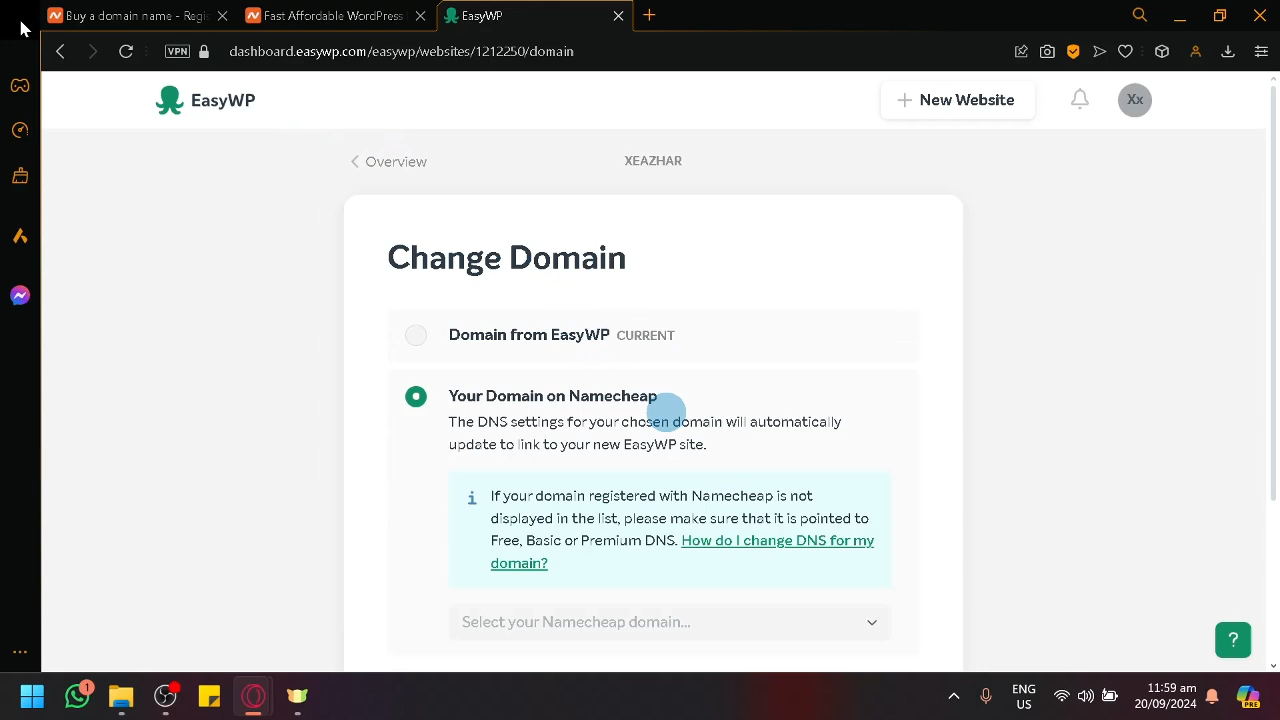 Buy a domain name - Regis
Fast Affordable WordPress
EasyWP
VPN
dashboard.easywp.com/easywp/websites/1212250/domain
EasyWP
New Website
Xx
Overview
XEAZHAR
Change Domain
Domain from EasyWP CURRENT
Your Domain on Namecheap
The DNS settings for your chosen domain will automatically
update to link to your new EasyWP site.
If your domain registered with Namecheap is not
displayed in the list, please make sure that it is pointed to
Free, Basic or Premium DNS. How do I change DNS for my
domain?
Select your Namecheap domain...
?
1
ENG
US
11:59 am
20/09/2024
PRE